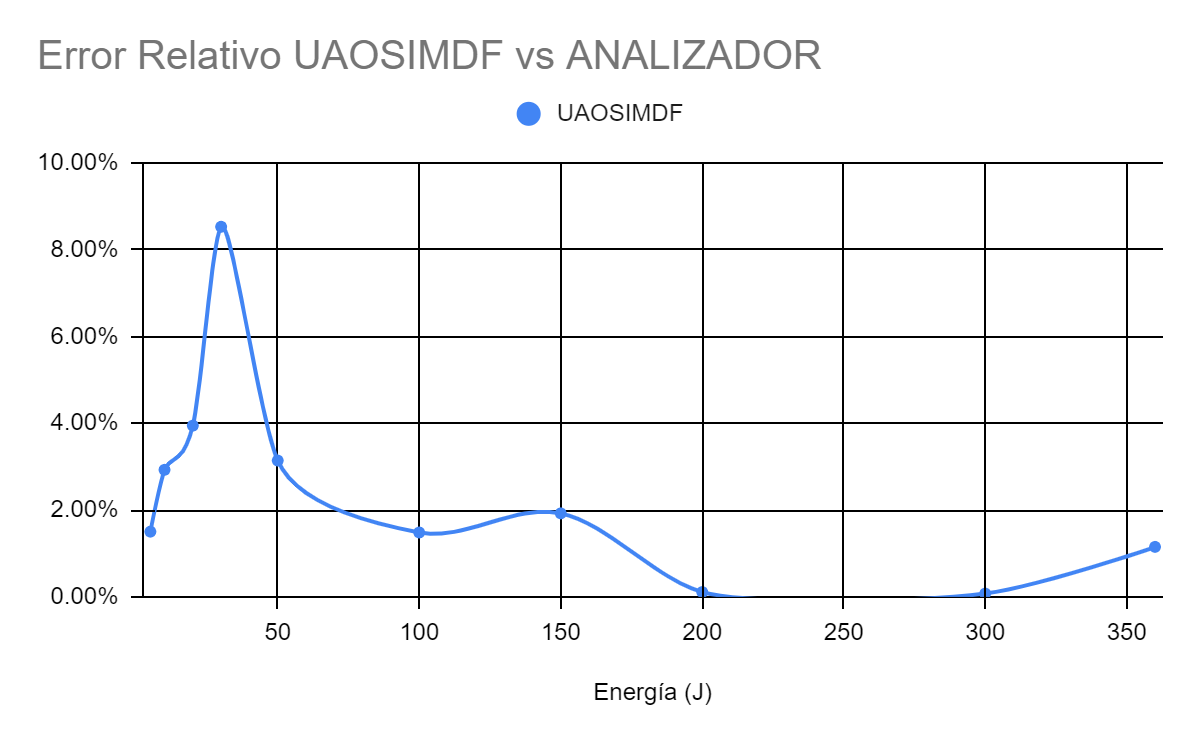 Error Relativo UAOSIMDF vs ANALIZADOR
UAOSIMDF
10.00%
8.00%
6.00%
4.00%
2.00%
0.00%
50 100 150 200 250 300 350
Energía (J)